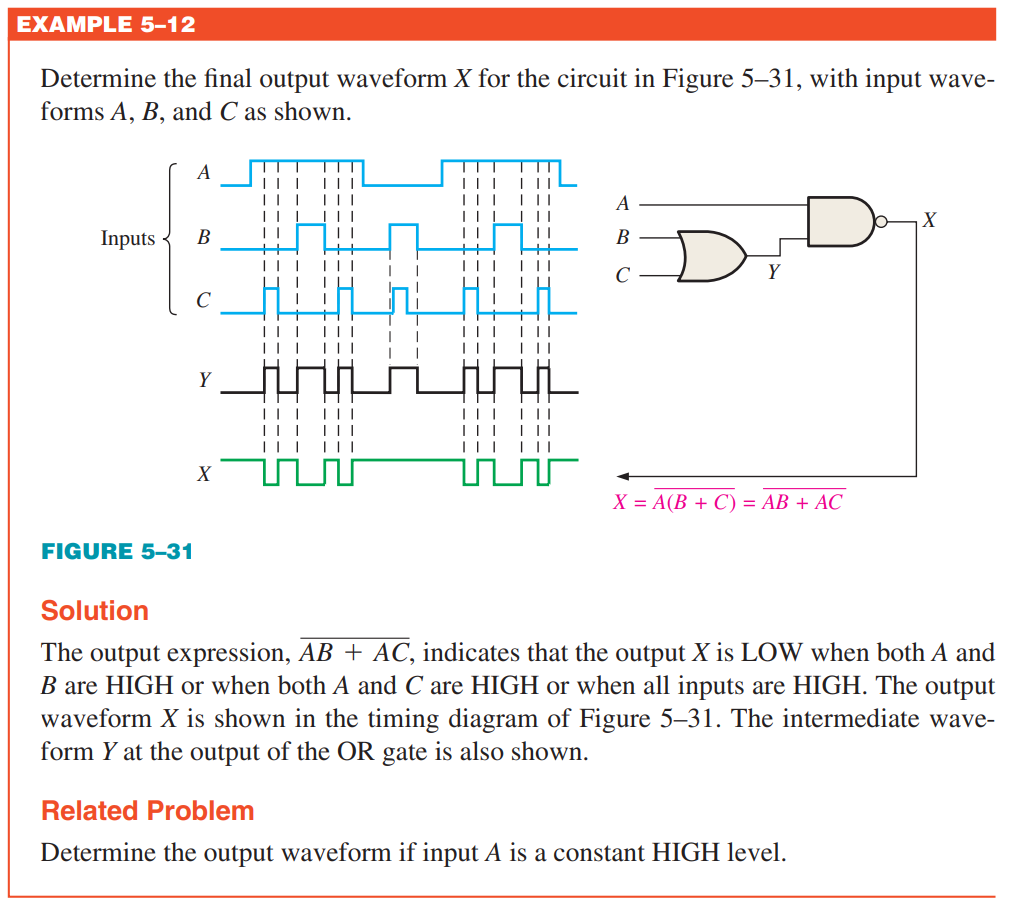 EXAMPLE 5–12
Determine the final output waveform X for the circuit in Figure 5–31, with input wave-
forms A, B, and C as shown.
A
Inputs
B
C
Y
X
A
B
C
Y
X
X = \overline{A(B + C)} = \overline{AB + AC}
FIGURE 5–31
Solution
The output expression, \overline{AB + AC}, indicates that the output X is LOW when both A and
B are HIGH or when both A and C are HIGH or when all inputs are HIGH. The output
waveform X is shown in the timing diagram of Figure 5–31. The intermediate wave-
form Y at the output of the OR gate is also shown.
Related Problem
Determine the output waveform if input A is a constant HIGH level.